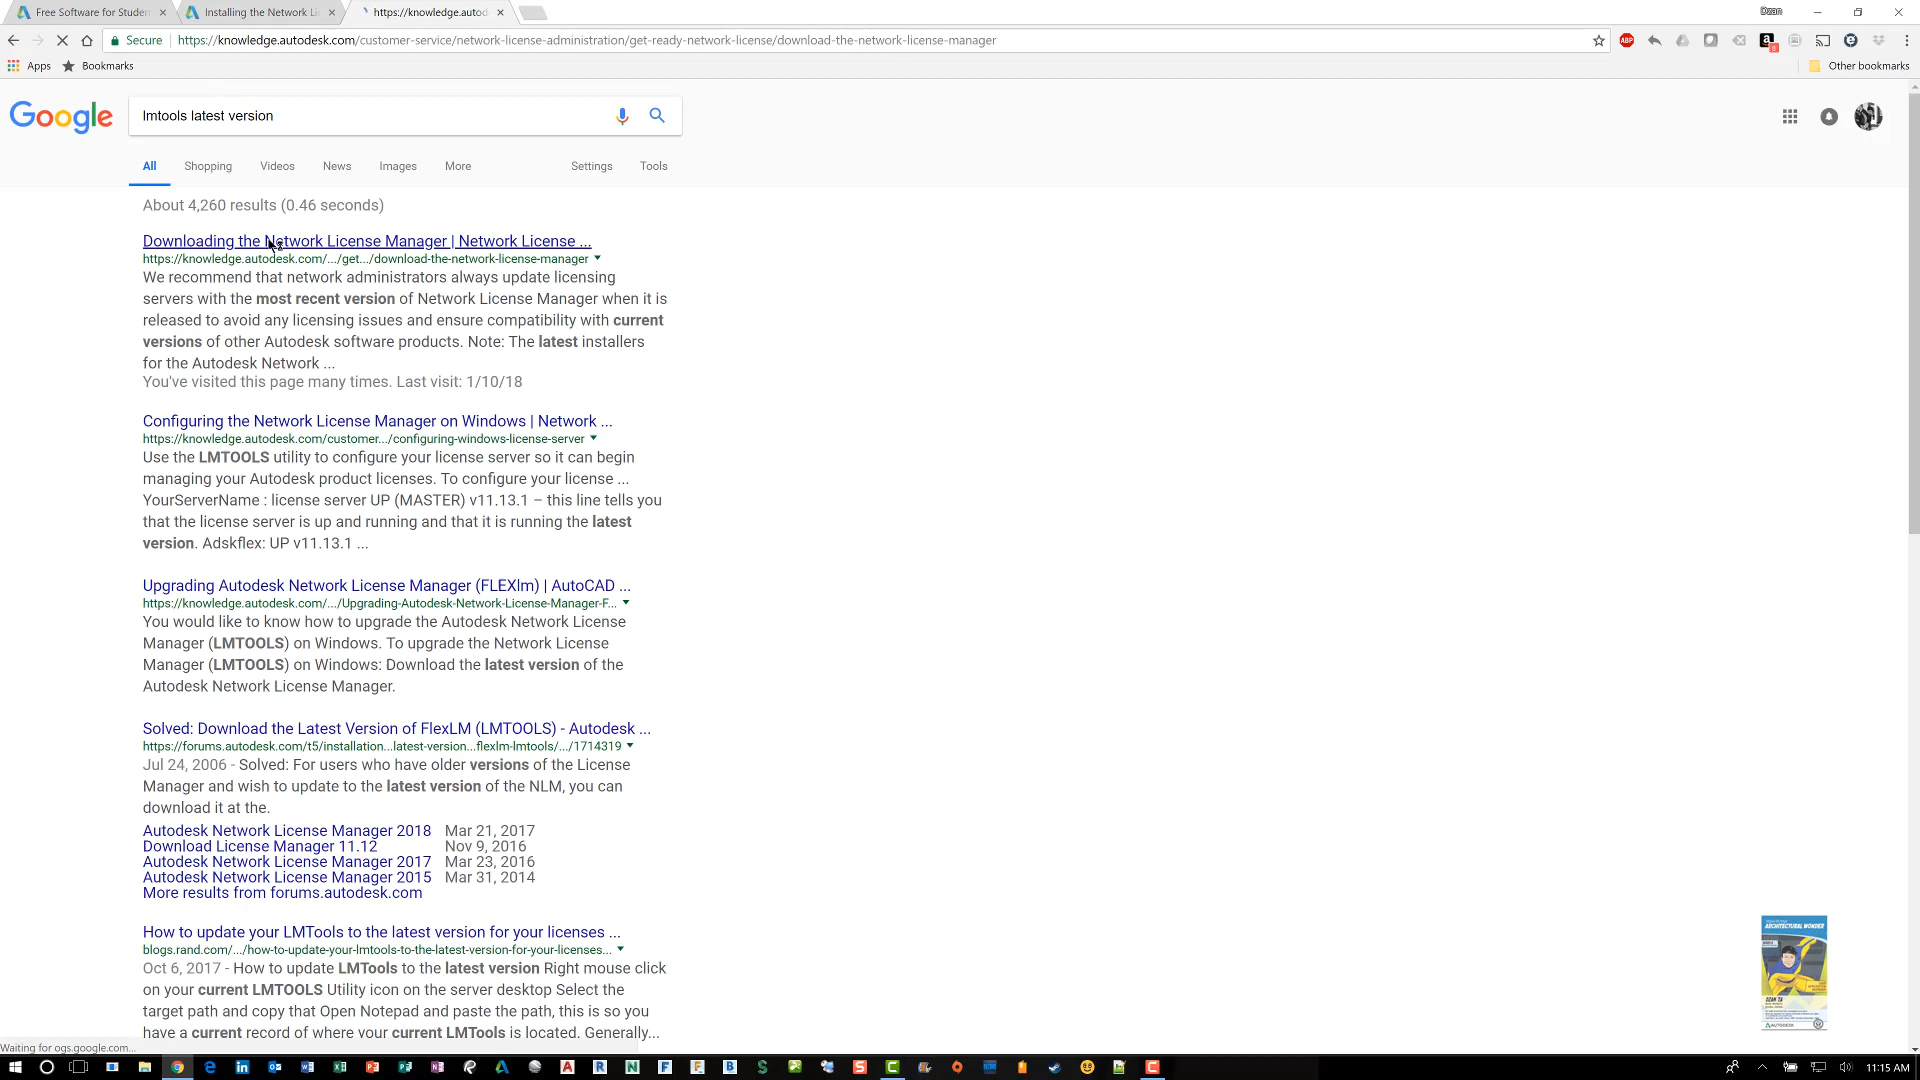 Free Software for Studen
Installing the Network Li
https://knowledge.autod
Dzan
Secure
https://knowledge.autodesk.com/customer-service/network-license-administration/get-ready-network-license/download-the-network-license-manager
ABP
8
Apps
Bookmarks
Other bookmarks
Google
lmtools latest version
All
Shopping
Videos
News
Images
More
Settings
Tools
About 4,260 results (0.46 seconds)
Downloading the Network License Manager | Network License ...
https://knowledge.autodesk.com/.../get.../download-the-network-license-manager
We recommend that network administrators always update licensing
servers with the most recent version of Network License Manager when it is
released to avoid any licensing issues and ensure compatibility with current
versions of other Autodesk software products. Note: The latest installers
for the Autodesk Network ...
You've visited this page many times. Last visit: 1/10/18
Configuring the Network License Manager on Windows | Network ...
https://knowledge.autodesk.com/customer.../configuring-windows-license-server
Use the LMTOOLS utility to configure your license server so it can begin
managing your Autodesk product licenses. To configure your license ...
YourServerName : license server UP (MASTER) v11.13.1 – this line tells you
that the license server is up and running and that it is running the latest
version. Adskflex: UP v11.13.1 ...
Upgrading Autodesk Network License Manager (FLEXlm) | AutoCAD ...
https://knowledge.autodesk.com/.../Upgrading-Autodesk-Network-License-Manager-F...
You would like to know how to upgrade the Autodesk Network License
Manager (LMTOOLS) on Windows. To upgrade the Network License
Manager (LMTOOLS) on Windows: Download the latest version of the
Autodesk Network License Manager.
Solved: Download the Latest Version of FlexLM (LMTOOLS) - Autodesk ...
https://forums.autodesk.com/t5/installation...latest-version...flexlm-lmtools/.../1714319
Jul 24, 2006 - Solved: For users who have older versions of the License
Manager and wish to update to the latest version of the NLM, you can
download it at the.
Autodesk Network License Manager 2018 Mar 21, 2017
Download License Manager 11.12 Nov 9, 2016
Autodesk Network License Manager 2017 Mar 23, 2016
Autodesk Network License Manager 2015 Mar 31, 2014
More results from forums.autodesk.com
How to update your LMTools to the latest version for your licenses ...
blogs.rand.com/.../how-to-update-your-lmtools-to-the-latest-version-for-your-licenses...
Oct 6, 2017 - How to update LMTools to the latest version Right mouse click
on your current LMTOOLS Utility icon on the server desktop Select the
target path and copy that Open Notepad and paste the path, this is so you
have a current record of where your current LMTools is located. Generally...
ARCHITECTURAL WONDER
DZAN TA
AUTODESK
Waiting for ogs.google.com...
11:15 AM